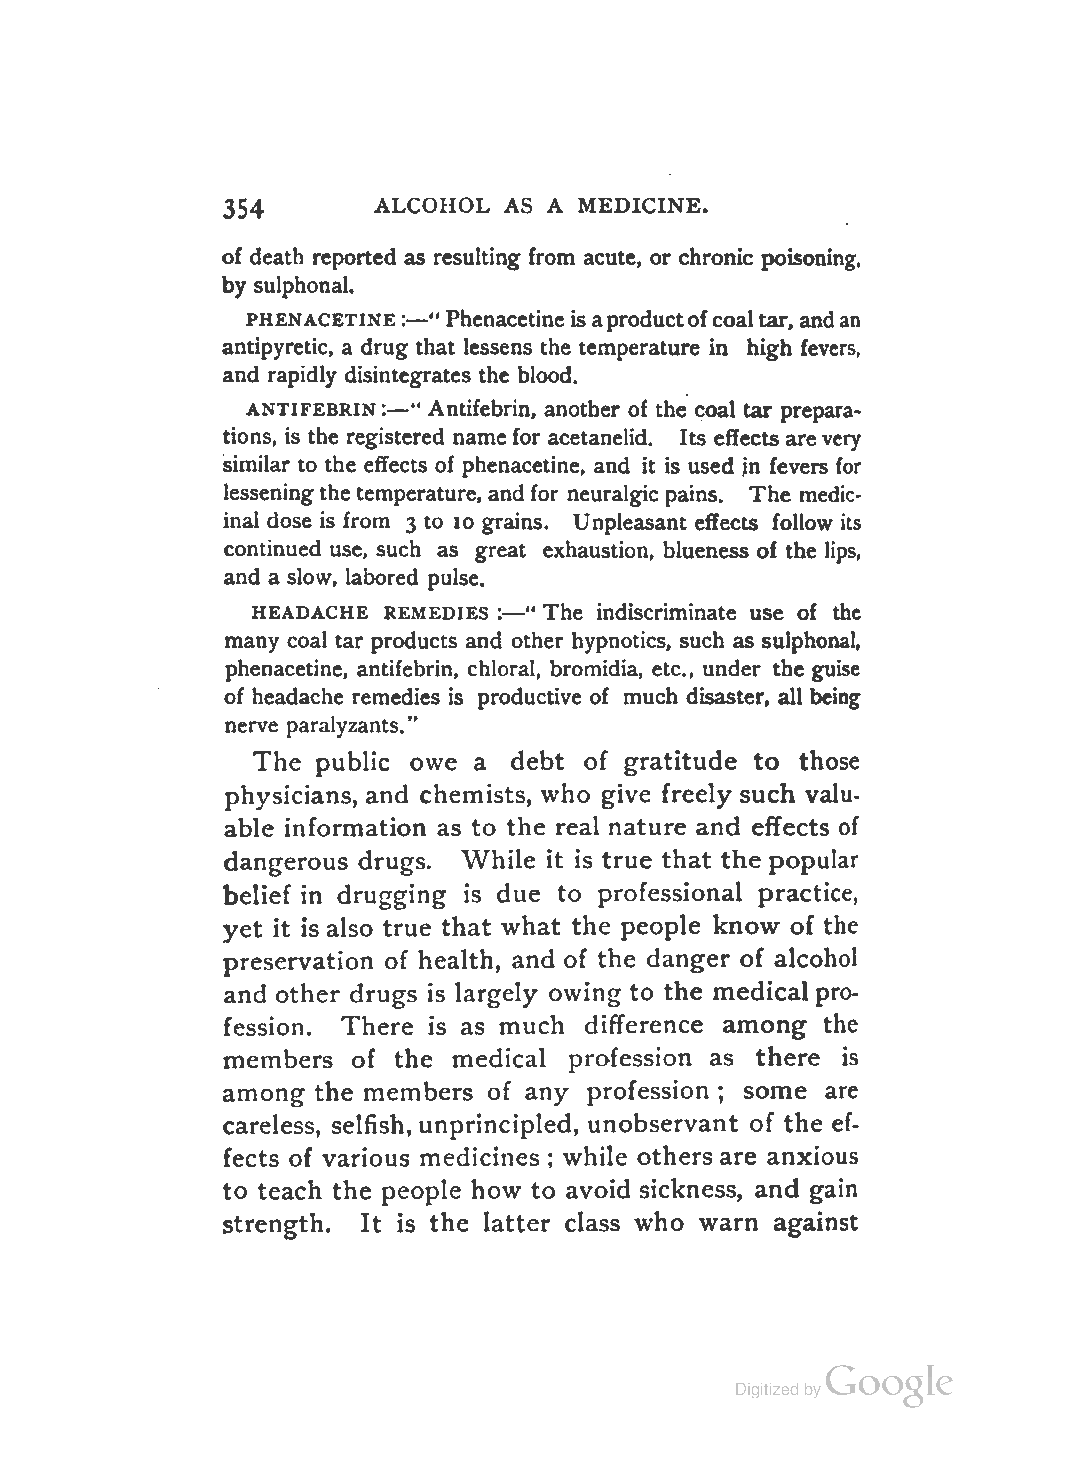 354 ALCOHOL AS A MEDICINE.
of death reported as resulting from acute, or chronic poisoning,
by sulphonal.
PHENACETINE :—" Phenacetine is a product of coal tar, and an
antipyretic, a drug that lessens the temperature in high fevers,
and rapidly disintegrates the blood.
ANTIFEBRIN :—" Antifebrin, another of the coal tar prepara-
tions, is the registered name for acetanelid. Its effects are very
similar to the effects of phenacetine, and it is used in fevers for
lessening the temperature, and for neuralgic pains. The medic-
inal dose is from 3 to 10 grains. Unpleasant effects follow its
continued use, such as great exhaustion, blueness of the lips,
and a slow, labored pulse.
HEADACHE REMEDIES :—" The indiscriminate use of the
many coal tar products and other hypnotics, such as sulphonal,
phenacetine, antifebrin, chloral, bromidia, etc., under the guise
of headache remedies is productive of much disaster, all being
nerve paralyzants."
The public owe a debt of gratitude to those
physicians, and chemists, who give freely such valu-
able information as to the real nature and effects of
dangerous drugs. While it is true that the popular
belief in drugging is due to professional practice,
yet it is also true that what the people know of the
preservation of health, and of the danger of alcohol
and other drugs is largely owing to the medical pro-
fession. There is as much difference among the
members of the medical profession as there is
among the members of any profession ; some are
careless, selfish, unprincipled, unobservant of the ef-
fects of various medicines ; while others are anxious
to teach the people how to avoid sickness, and gain
strength. It is the latter class who warn against
Digitized by Google